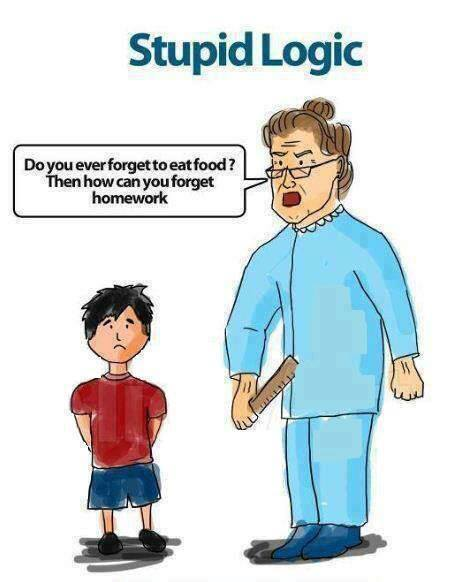 Stupid Logic
Do you ever forget to eat food ?
Then how can you forget
homework